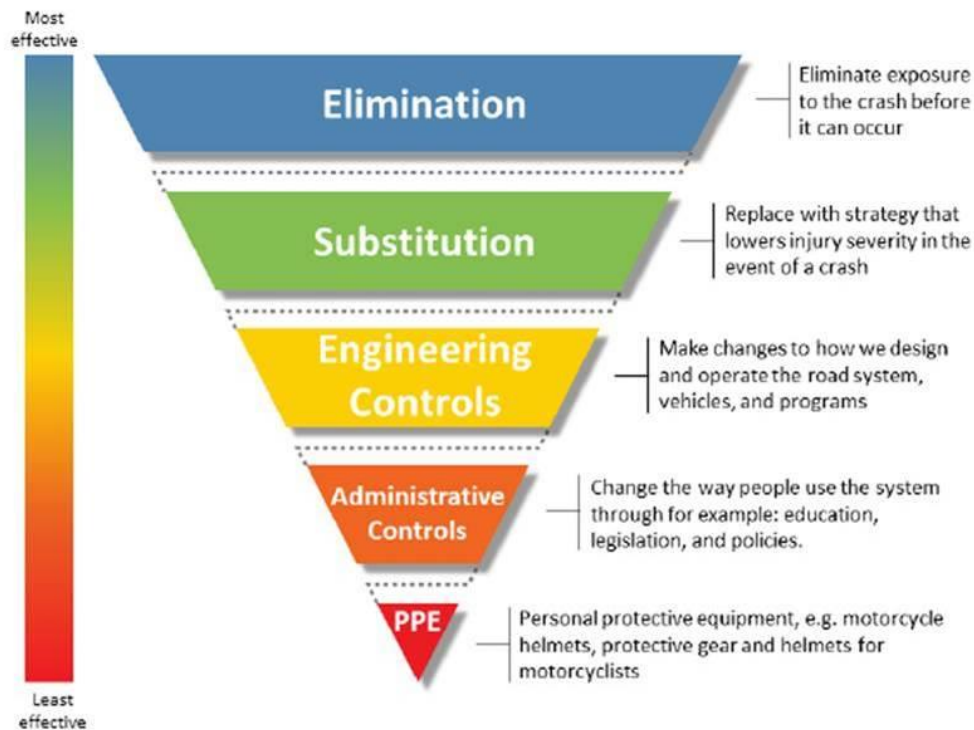 Most
effective
Elimination
Eliminate exposure
to the crash before
it can occur
Substitution
Replace with strategy that
lowers injury severity in the
event of a crash
Engineering
Controls
Make changes to how we design
and operate the road system,
vehicles, and programs
Administrative
Controls
Change the way people use the system
through for example: education,
legislation, and policies.
PPE
Personal protective equipment, e.g. motorcycle
helmets, protective gear and helmets for
motorcyclists
Least
effective